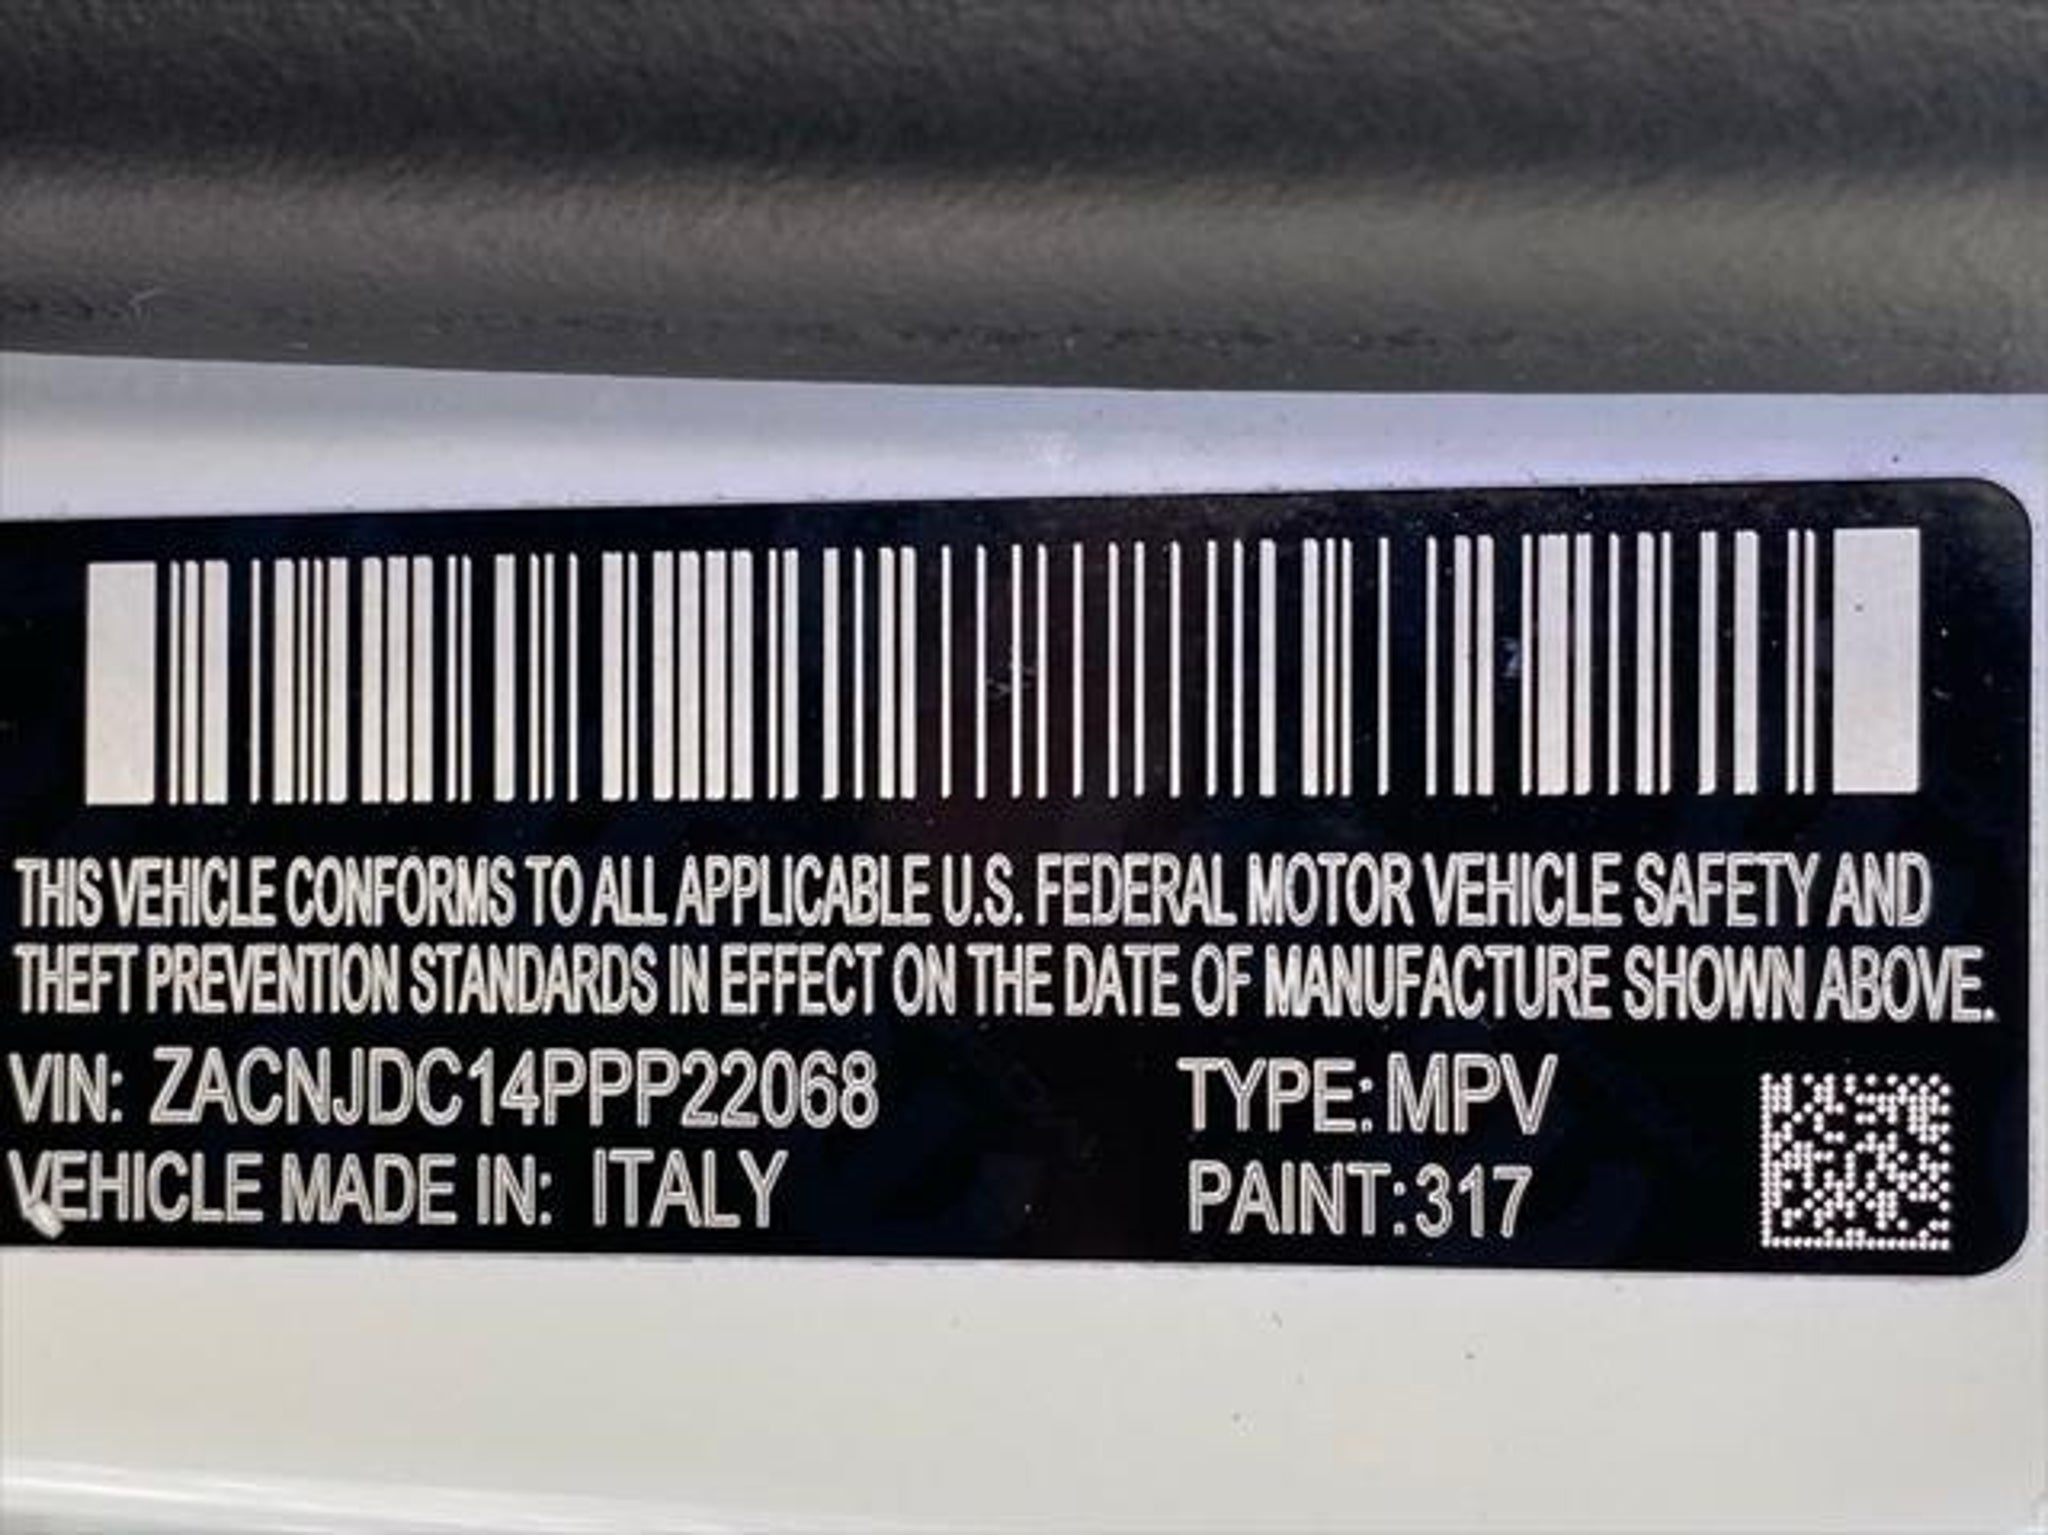 THIS VEHICLE CONFORMS TO ALL APPLICABLE U.S. FEDERAL MOTOR VEHICLE SAFETY AND
THEFT PREVENTION STANDARDS IN EFFECT ON THE DATE OF MANUFACTURE SHOWN ABOVE.
VIN: ZACNJDC14PPP22068 TYPE: MPV
VEHICLE MADE IN: ITALY PAINT: 317